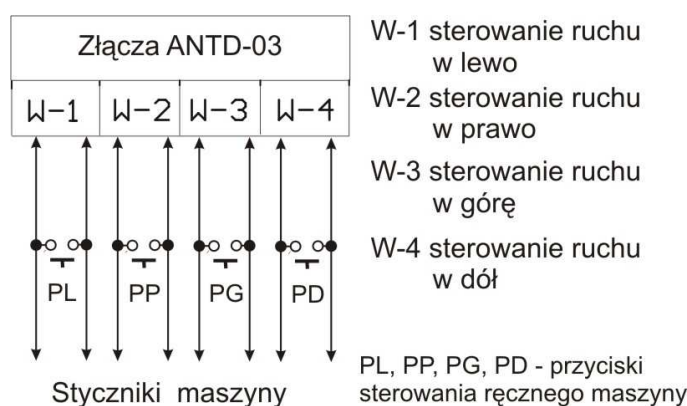 Złącza ANTD-03
W-1 W-2 W-3 W-4
PL PP PG PD
Styczniki maszyny
W-1 sterowanie ruchu
w lewo
W-2 sterowanie ruchu
w prawo
W-3 sterowanie ruchu
w górę
W-4 sterowanie ruchu
w dół
PL, PP, PG, PD - przyciski
sterowania ręcznego maszyny